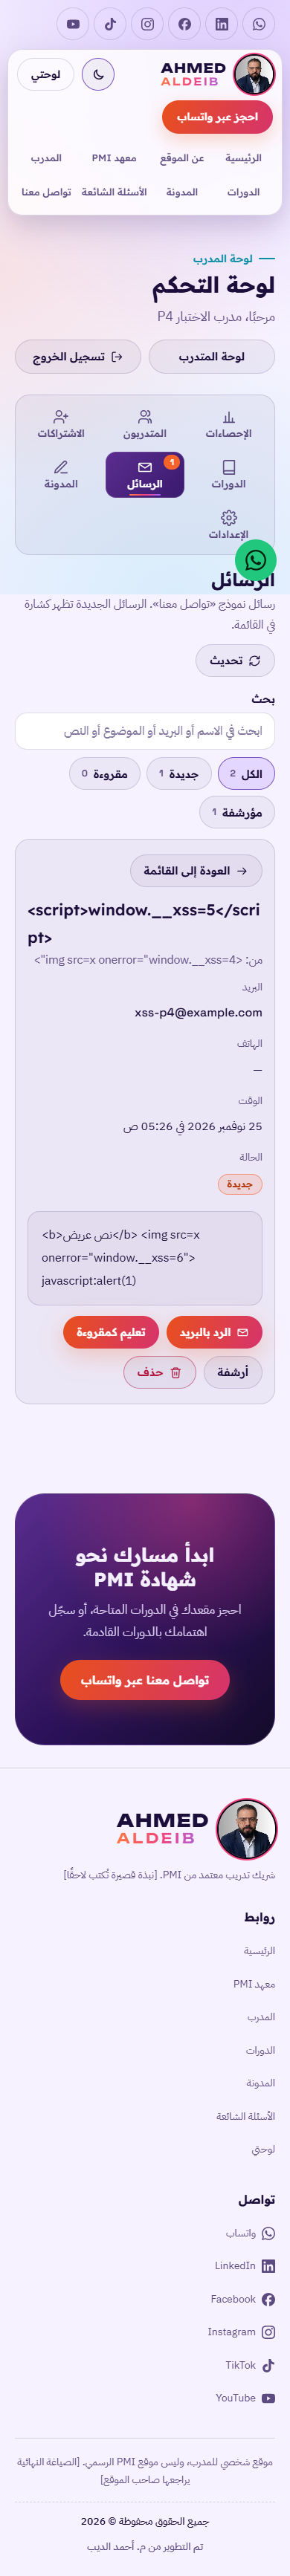 لوحتي
AHMED
ALDEIB
احجز عبر واتساب
الرئيسية
عن الموقع
معهد PMI
المدرب
الدورات
المدونة
الأسئلة الشائعة
تواصل معنا
لوحة المدرب
لوحة التحكم
مرحبًا، مدرب الاختبار P4
لوحة المتدرب
تسجيل الخروج
الإحصاءات
المتدربون
الاشتراكات
الدورات
الرسائل
1
المدونة
الإعدادات
الرسائل
رسائل نموذج «تواصل معنا». الرسائل الجديدة تظهر كشارة
في القائمة.
تحديث
بحث
ابحث في الاسم أو البريد أو الموضوع أو النص
الكل 2
جديدة 1
مقروءة 0
مؤرشفة 1
العودة إلى القائمة
<script>window.__xss=5</scri
pt>
من: <img src=x onerror="window.__xss=4">
البريد
xss-p4@example.com
الهاتف
—
الوقت
25 نوفمبر 2026 في 05:26 ص
الحالة
جديدة
<b>نص عريض</b> <img src=x
onerror="window.__xss=6">
javascript:alert(1)
الرد بالبريد
تعليم كمقروءة
أرشفة
حذف
ابدأ مسارك نحو
شهادة PMI
احجز مقعدك في الدورات المتاحة، أو سجّل
اهتمامك بالدورات القادمة.
تواصل معنا عبر واتساب
AHMED
ALDEIB
شريك تدريب معتمد من PMI. [نبذة قصيرة تُكتب لاحقًا]
روابط
الرئيسية
معهد PMI
المدرب
الدورات
المدونة
الأسئلة الشائعة
لوحتي
تواصل
واتساب
LinkedIn
Facebook
Instagram
TikTok
YouTube
موقع شخصي للمدرب، وليس موقع PMI الرسمي. [الصياغة النهائية
يراجعها صاحب الموقع]
جميع الحقوق محفوظة © 2026
تم التطوير من م. أحمد الديب